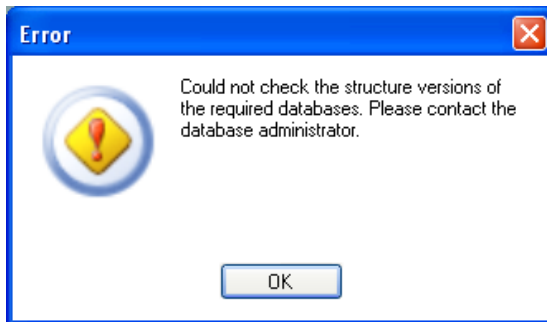 Error
Could not check the structure versions of
the required databases. Please contact the
database administrator.
OK